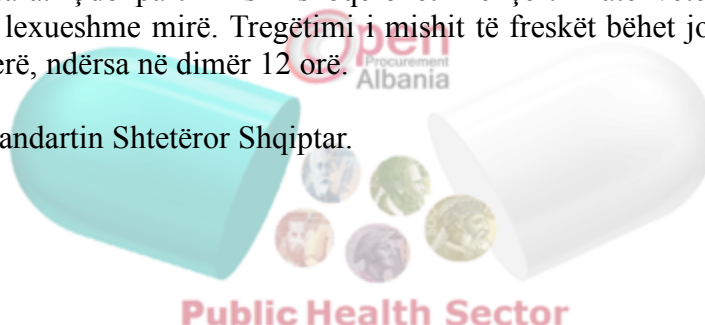 lexueshme mirë. Tregëtimi i mishit të freskët bëhet jo
erë, ndërsa në dimër 12 orë.
andartin Shtetëror Shqiptar.
Open
Procurement
Albania
Public Health Sector